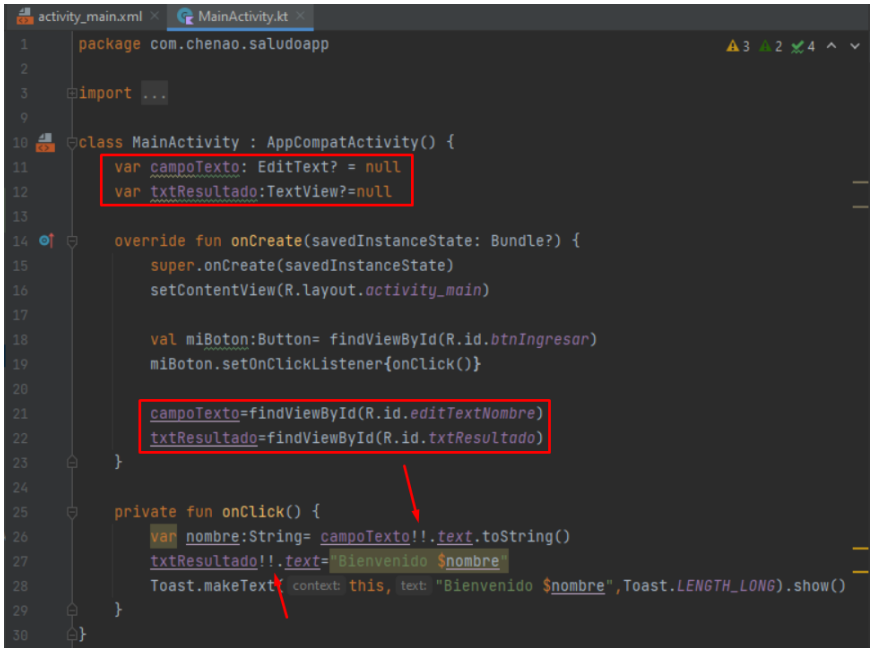 activity_main.xml MainActivity.kt
1 package com.chenao.saludoapp 3 2 4
2
3 import ...
9
10 class MainActivity : AppCompatActivity() {
11 var campoTexto: EditText? = null
12 var txtResultado:TextView?=null
13
14 override fun onCreate(savedInstanceState: Bundle?) {
15 super.onCreate(savedInstanceState)
16 setContentView(R.layout.activity_main)
17
18 val miBoton:Button= findViewById(R.id.btnIngresar)
19 miBoton.setOnClickListener{onClick()}
20
21 campoTexto=findViewById(R.id.editTextNombre)
22 txtResultado=findViewById(R.id.txtResultado)
23 }
24
25 private fun onClick() {
26 var nombre:String= campoTexto!!.text.toString()
27 txtResultado!!.text="Bienvenido $nombre"
28 Toast.makeText( context: this, text: "Bienvenido $nombre",Toast.LENGTH_LONG).show()
29 }
30 }